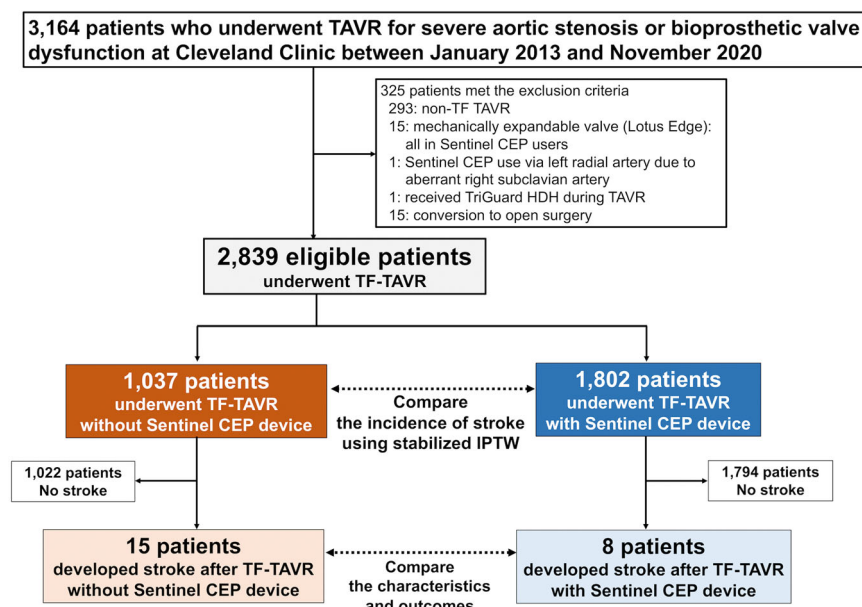 3,164 patients who underwent TAVR for severe aortic stenosis or bioprosthetic valve
dysfunction at Cleveland Clinic between January 2013 and November 2020
325 patients met the exclusion criteria
293: non-TF TAVR
15: mechanically expandable valve (Lotus Edge):
all in Sentinel CEP users
1: Sentinel CEP use via left radial artery due to
aberrant right subclavian artery
1: received TriGuard HDH during TAVR
15: conversion to open surgery
2,839 eligible patients
underwent TF-TAVR
1,037 patients
underwent TF-TAVR
without Sentinel CEP device
Compare
the incidence of stroke
using stabilized IPTW
1,802 patients
underwent TF-TAVR
with Sentinel CEP device
1,022 patients
No stroke
1,794 patients
No stroke
15 patients
developed stroke after TF-TAVR
without Sentinel CEP device
Compare
the characteristics
and outcomes
8 patients
developed stroke after TF-TAVR
with Sentinel CEP device